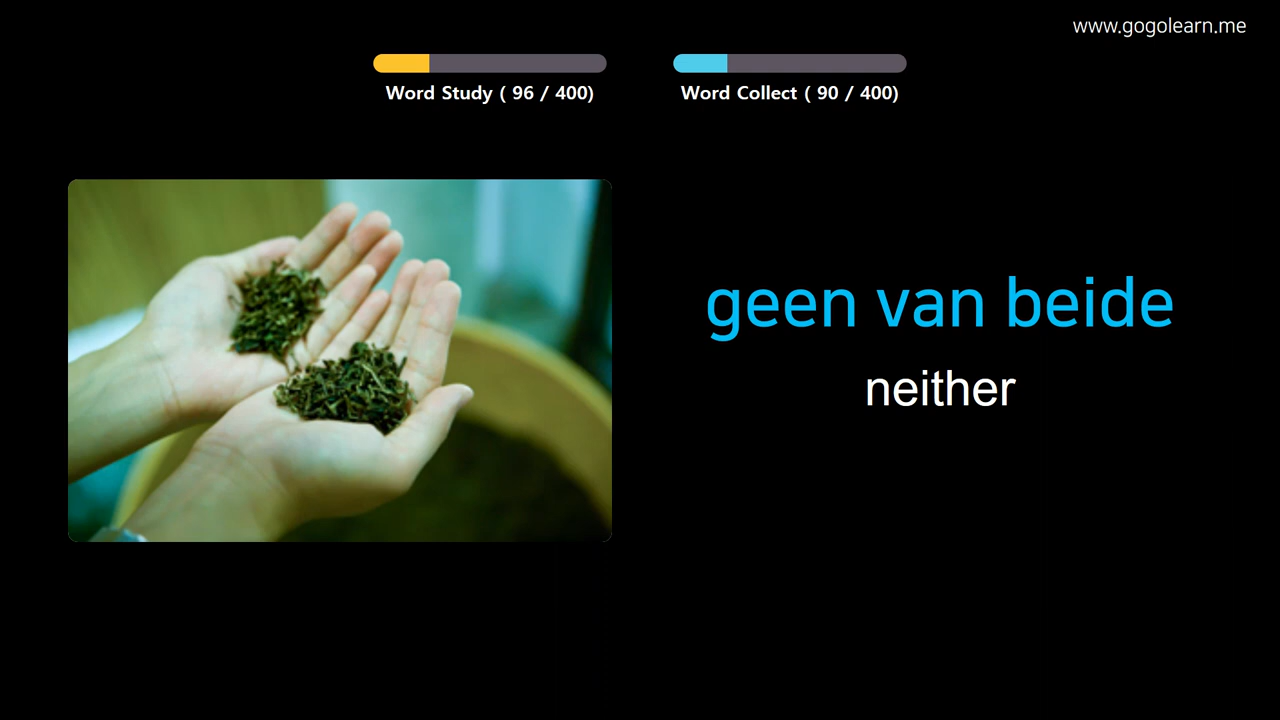 www.gogolearn.me
Word Study ( 96 / 400)
Word Collect ( 90 / 400)
geen van beide
neither